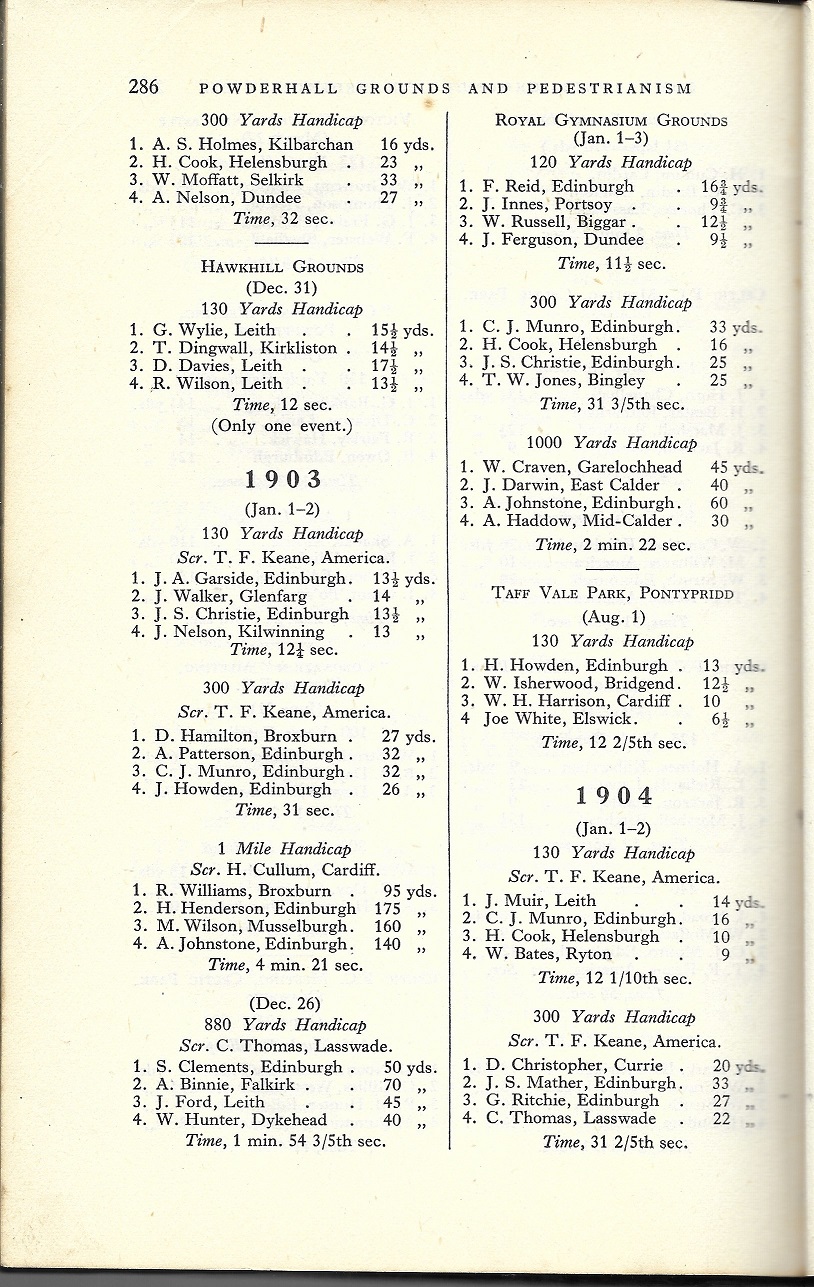 286 POWDERHALL GROUNDS AND PEDESTRIANISM
300 Yards Handicap
1. A. S. Holmes, Kilbarchan 16 yds.
2. H. Cook, Helensburgh . 23 „
3. W. Moffatt, Selkirk . 33 „
4. A. Nelson, Dundee . 27 „
Time, 32 sec.
HAWKHILL GROUNDS
(Dec. 31)
130 Yards Handicap
1. G. Wylie, Leith . . 15½ yds.
2. T. Dingwall, Kirkliston . 14½ „
3. D. Davies, Leith . . 17½ „
4. R. Wilson, Leith . . 13½ „
Time, 12 sec.
(Only one event.)
1903
(Jan. 1–2)
130 Yards Handicap
Scr. T. F. Keane, America.
1. J. A. Garside, Edinburgh. 13½ yds.
2. J. Walker, Glenfarg . 14 „
3. J. S. Christie, Edinburgh 13½ „
4. J. Nelson, Kilwinning . 13 „
Time, 12¼ sec.
300 Yards Handicap
Scr. T. F. Keane, America.
1. D. Hamilton, Broxburn . 27 yds.
2. A. Patterson, Edinburgh . 32 „
3. C. J. Munro, Edinburgh . 32 „
4. J. Howden, Edinburgh . 26 „
Time, 31 sec.
1 Mile Handicap
Scr. H. Cullum, Cardiff.
1. R. Williams, Broxburn . 95 yds.
2. H. Henderson, Edinburgh 175 „
3. M. Wilson, Musselburgh. 160 „
4. A. Johnstone, Edinburgh. 140 „
Time, 4 min. 21 sec.
(Dec. 26)
880 Yards Handicap
Scr. C. Thomas, Lasswade.
1. S. Clements, Edinburgh . 50 yds.
2. A. Binnie, Falkirk . . 70 „
3. J. Ford, Leith . . 45 „
4. W. Hunter, Dykehead . 40 „
Time, 1 min. 54 3/5th sec.
ROYAL GYMNASIUM GROUNDS
(Jan. 1–3)
120 Yards Handicap
1. F. Reid, Edinburgh . 16¾ yds.
2. J. Innes, Portsoy . . 9¾ „
3. W. Russell, Biggar . . 12½ „
4. J. Ferguson, Dundee . 9½ „
Time, 11½ sec.
300 Yards Handicap
1. C. J. Munro, Edinburgh. 33 yds.
2. H. Cook, Helensburgh . 16 „
3. J. S. Christie, Edinburgh. 25 „
4. T. W. Jones, Bingley . 25 „
Time, 31 3/5th sec.
1000 Yards Handicap
1. W. Craven, Garelochhead 45 yds.
2. J. Darwin, East Calder . 40 „
3. A. Johnstone, Edinburgh. 60 „
4. A. Haddow, Mid-Calder . 30 „
Time, 2 min. 22 sec.
TAFF VALE PARK, PONTYPRIDD
(Aug. 1)
130 Yards Handicap
1. H. Howden, Edinburgh . 13 yds.
2. W. Isherwood, Bridgend. 12½ „
3. W. H. Harrison, Cardiff . 10 „
4 Joe White, Elswick. . 6½ „
Time, 12 2/5th sec.
1904
(Jan. 1–2)
130 Yards Handicap
Scr. T. F. Keane, America.
1. J. Muir, Leith . . 14 yds.
2. C. J. Munro, Edinburgh. 16 „
3. H. Cook, Helensburgh . 10 „
4. W. Bates, Ryton . . 9 „
Time, 12 1/10th sec.
300 Yards Handicap
Scr. T. F. Keane, America.
1. D. Christopher, Currie . 20 yds.
2. J. S. Mather, Edinburgh. 33 „
3. G. Ritchie, Edinburgh . 27 „
4. C. Thomas, Lasswade . 22 „
Time, 31 2/5th sec.